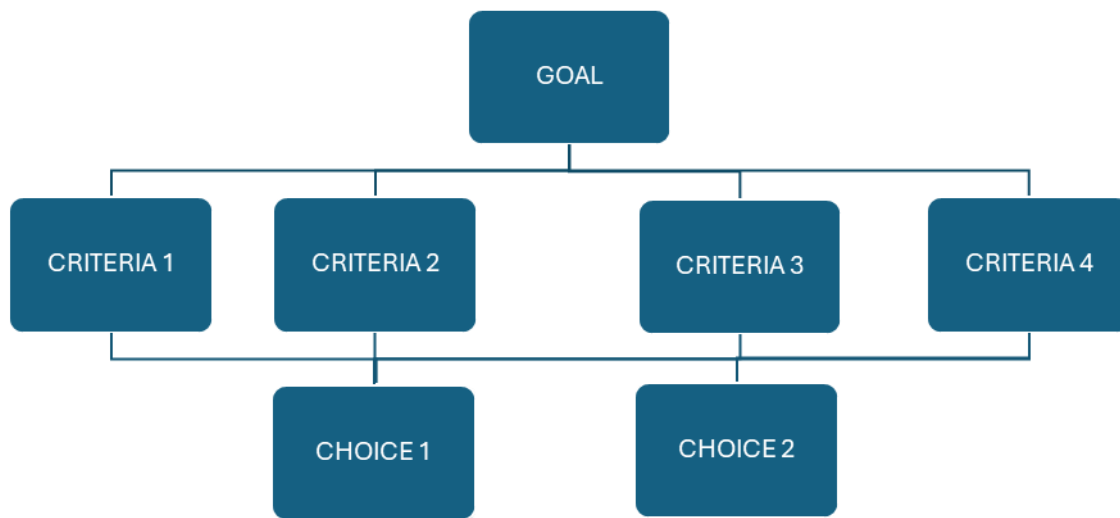 GOAL
CRITERIA 1
CRITERIA 2
CRITERIA 3
CRITERIA 4
CHOICE 1
CHOICE 2